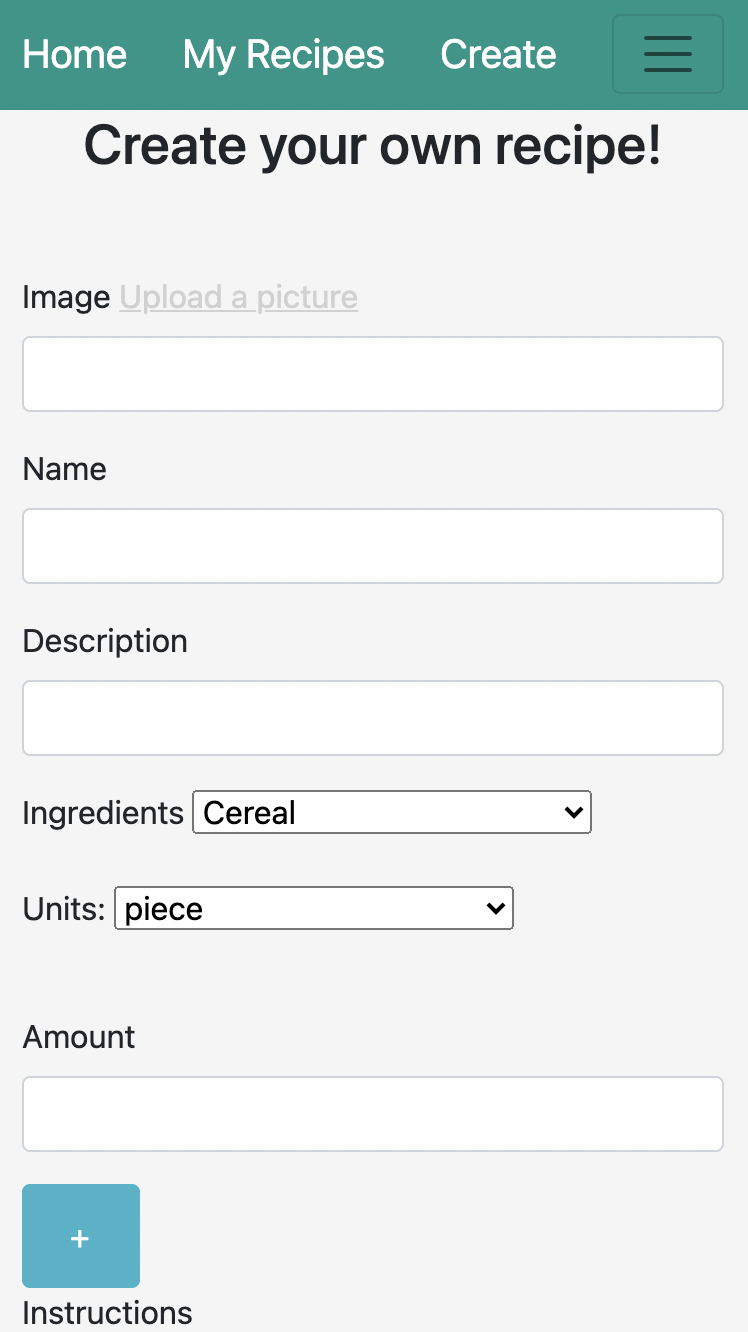 Home My Recipes Create
Create your own recipe!
Image Upload a picture
Name
Description
Ingredients Cereal
Units: piece
Amount
+
Instructions